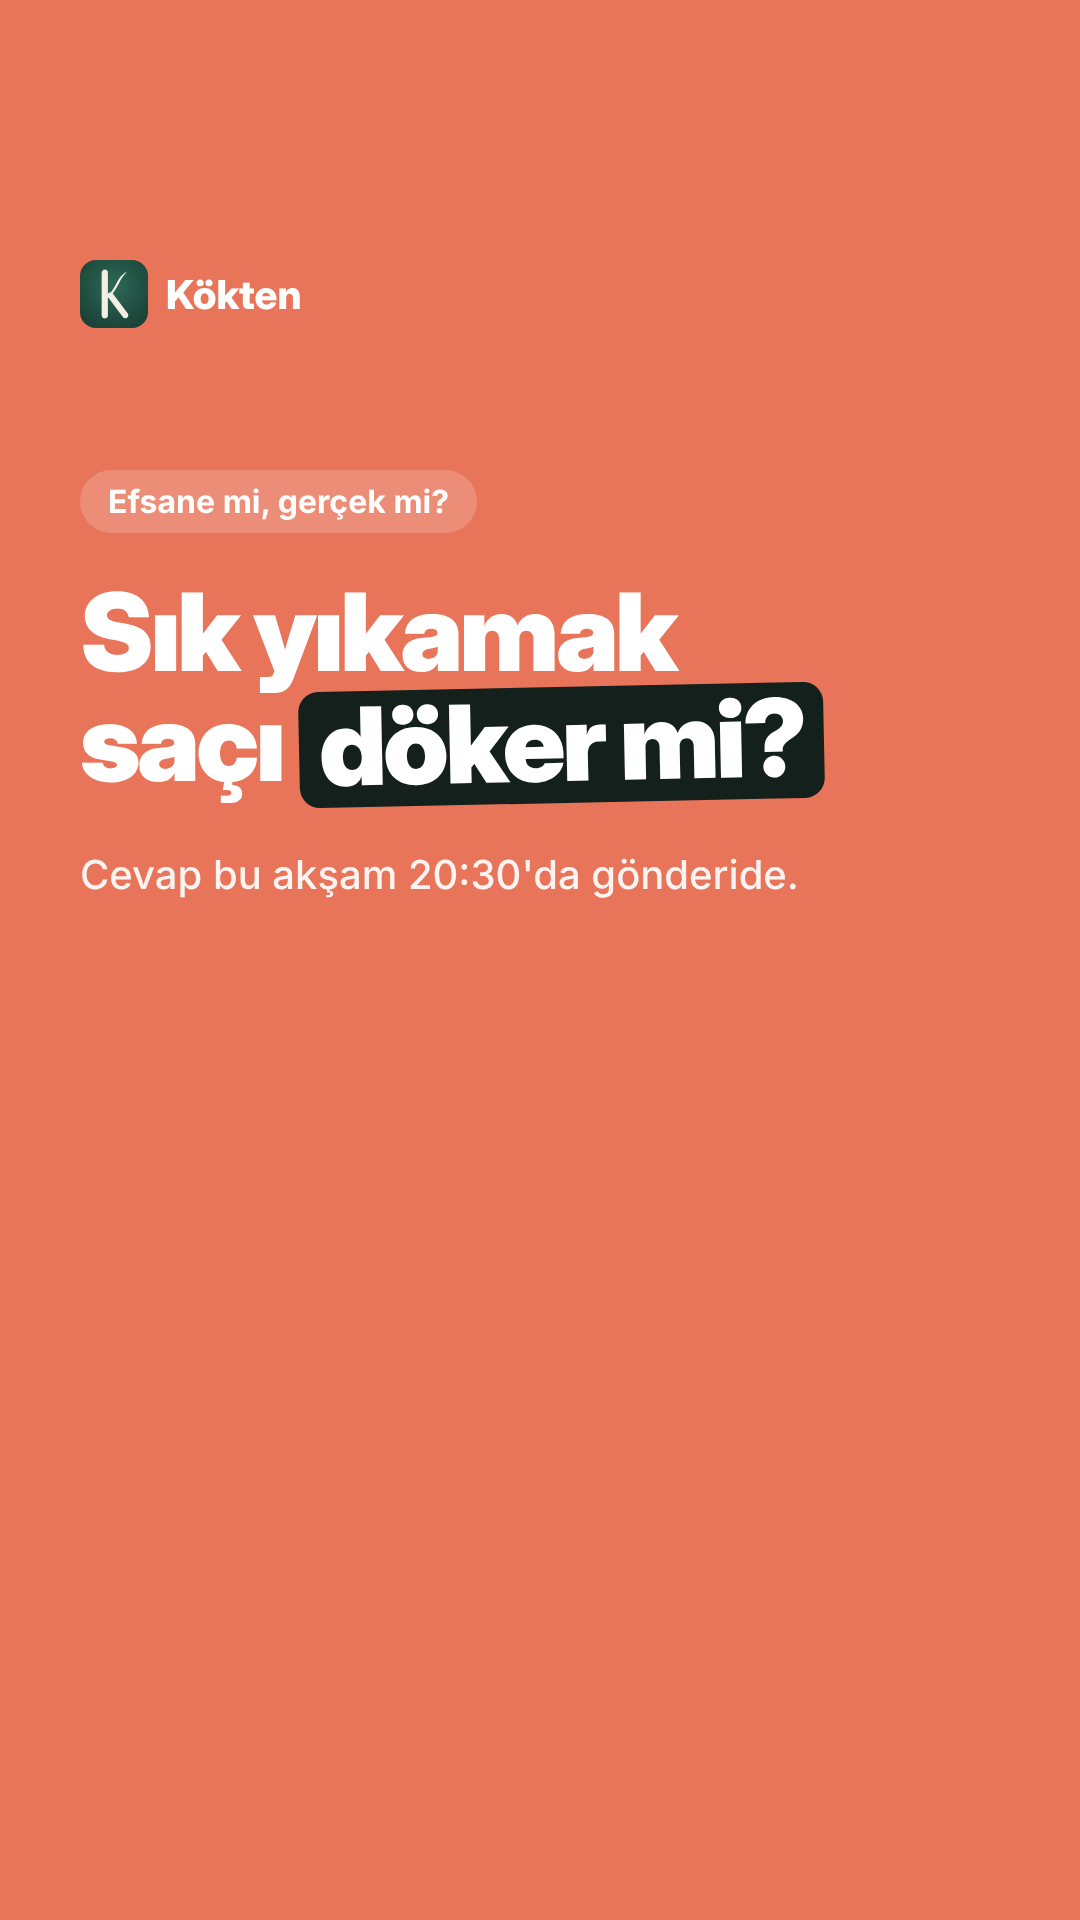 Kökten
Efsane mi, gerçek mi?
Sık yıkamak
saçı döker mi?
Cevap bu akşam 20:30'da gönderide.